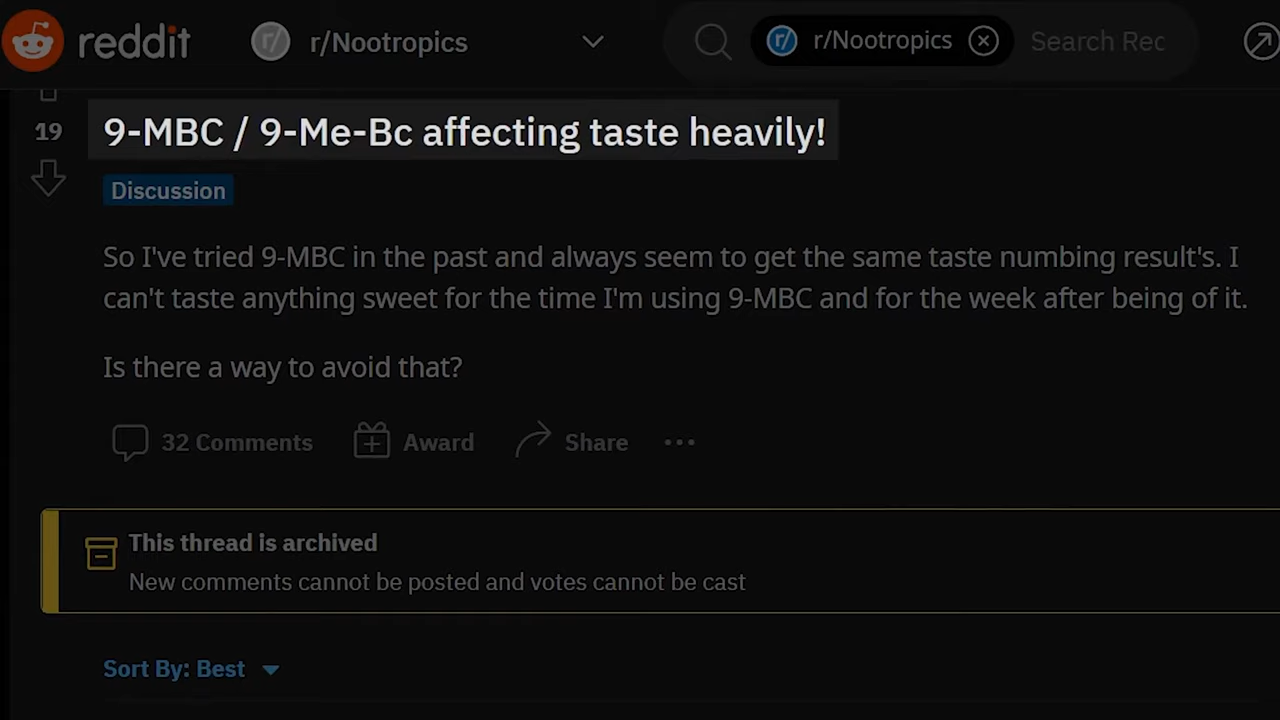 reddit r/Nootropics r/Nootropics Search Rec
19
9-MBC / 9-Me-Bc affecting taste heavily!
Discussion
So I've tried 9-MBC in the past and always seem to get the same taste numbing result's. I
can't taste anything sweet for the time I'm using 9-MBC and for the week after being of it.
Is there a way to avoid that?
32 Comments Award Share
This thread is archived
New comments cannot be posted and votes cannot be cast
Sort By: Best